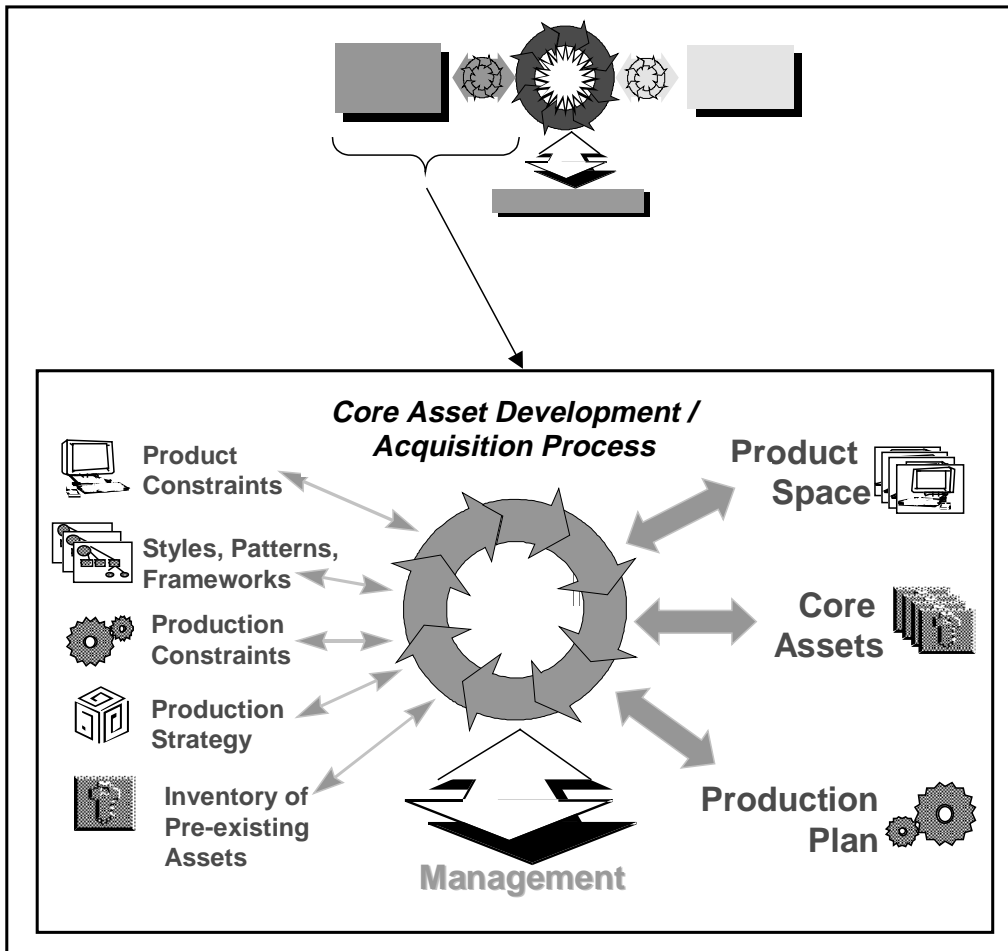 Core Asset Development /
Acquisition Process
Product
Constraints
Styles, Patterns,
Frameworks
Production
Constraints
Production
Strategy
Inventory of
Pre-existing
Assets
Product
Space
Core
Assets
Production
Plan
Management